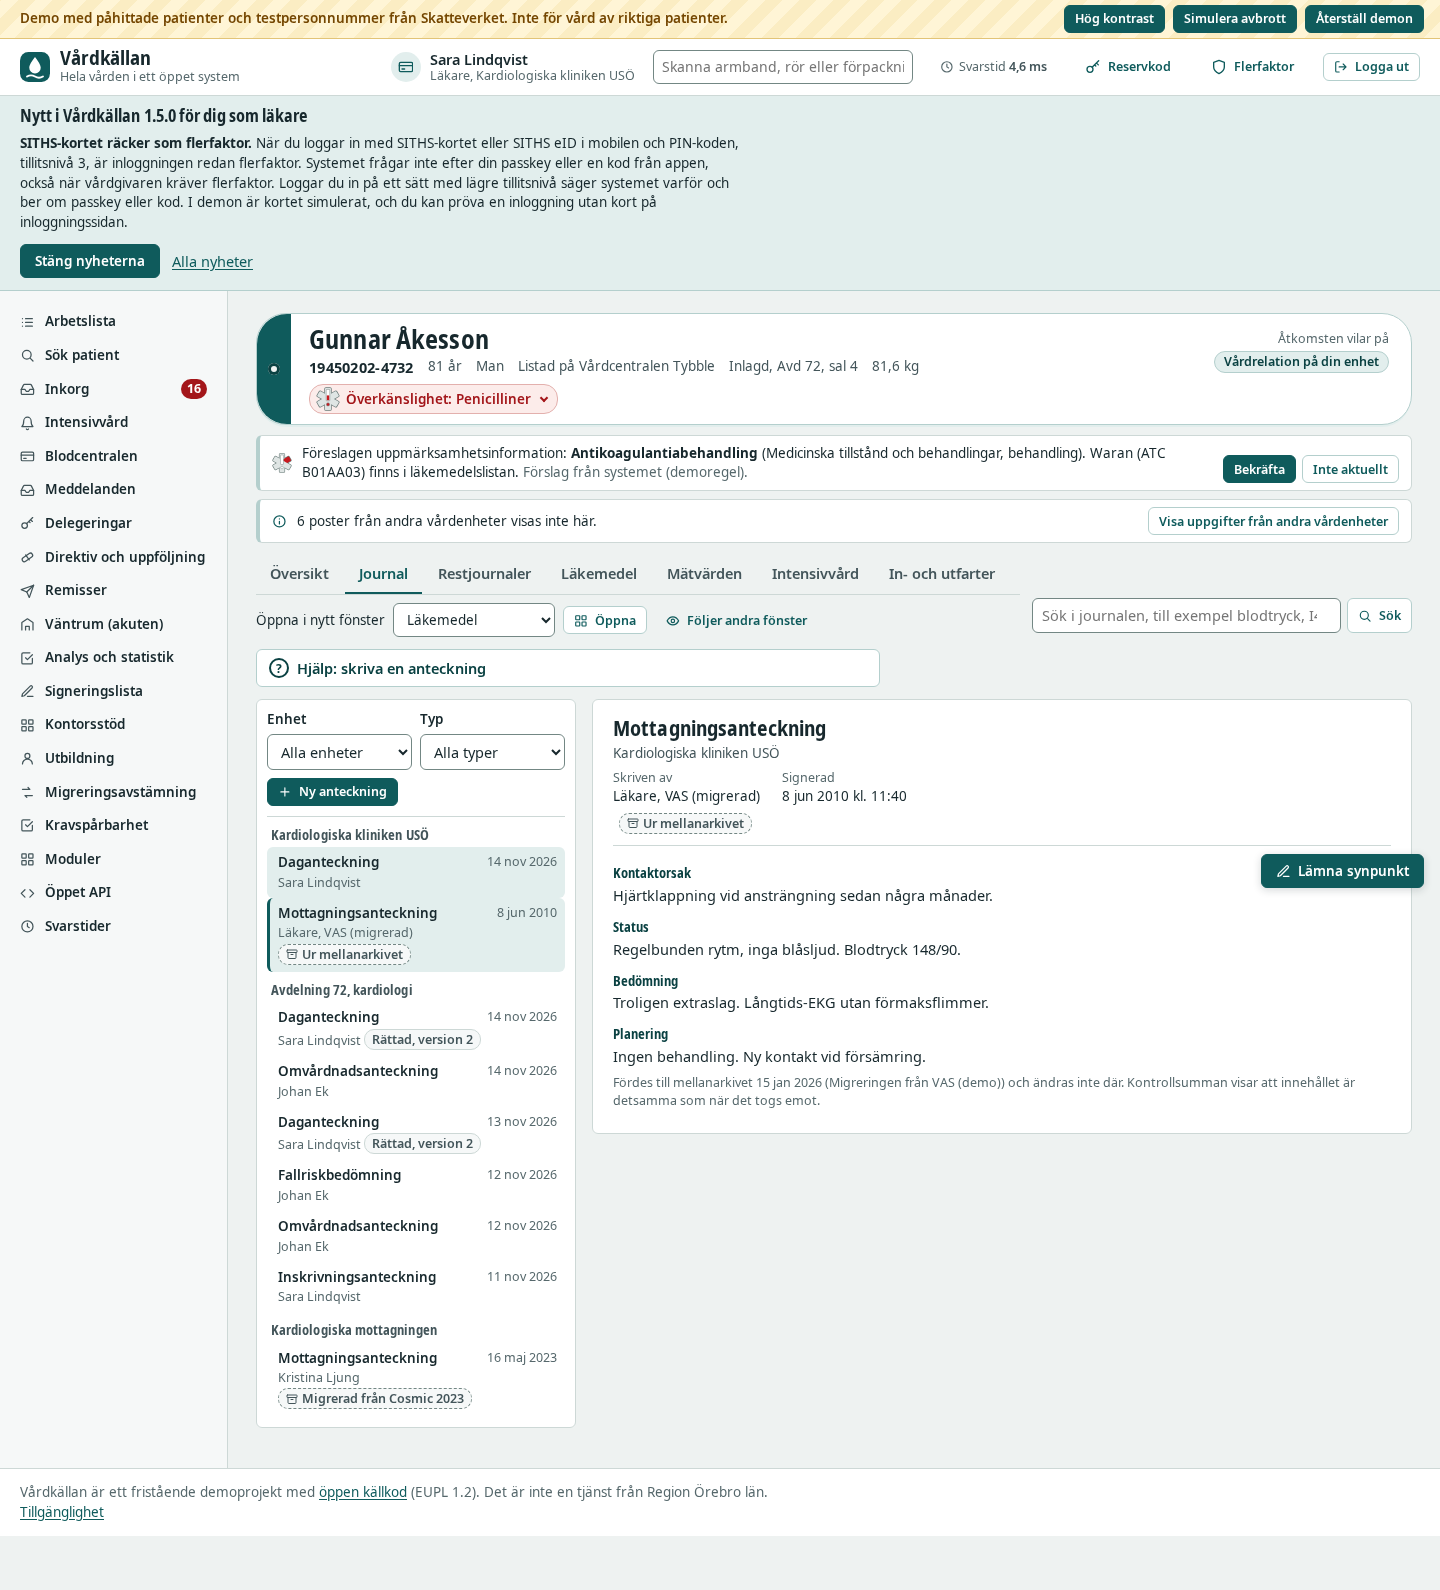 Demo med påhittade patienter och testpersonnummer från Skatteverket. Inte för vård av riktiga patienter.
Hög kontrast
Simulera avbrott
Återställ demon
Vårdkällan
Hela vården i ett öppet system
Sara Lindqvist
Läkare, Kardiologiska kliniken USÖ
Skanna armband, rör eller förpackni
Svarstid 4,6 ms
Reservkod
Flerfaktor
Logga ut
Nytt i Vårdkällan 1.5.0 för dig som läkare
SITHS-kortet räcker som flerfaktor. När du loggar in med SITHS-kortet eller SITHS eID i mobilen och PIN-koden,
tillitsnivå 3, är inloggningen redan flerfaktor. Systemet frågar inte efter din passkey eller en kod från appen,
också när vårdgivaren kräver flerfaktor. Loggar du in på ett sätt med lägre tillitsnivå säger systemet varför och
ber om passkey eller kod. I demon är kortet simulerat, och du kan pröva en inloggning utan kort på
inloggningssidan.
Stäng nyheterna
Alla nyheter
Arbetslista
Sök patient
Inkorg
16
Intensivvård
Blodcentralen
Meddelanden
Delegeringar
Direktiv och uppföljning
Remisser
Väntrum (akuten)
Analys och statistik
Signeringslista
Kontorsstöd
Utbildning
Migreringsavstämning
Kravspårbarhet
Moduler
Öppet API
Svarstider
Gunnar Åkesson
19450202-4732 81 år Man Listad på Vårdcentralen Tybble Inlagd, Avd 72, sal 4 81,6 kg
Överkänslighet: Penicilliner
Åtkomsten vilar på
Vårdrelation på din enhet
Föreslagen uppmärksamhetsinformation: Antikoagulantiabehandling (Medicinska tillstånd och behandlingar, behandling). Waran (ATC
B01AA03) finns i läkemedelslistan. Förslag från systemet (demoregel).
Bekräfta
Inte aktuellt
6 poster från andra vårdenheter visas inte här.
Visa uppgifter från andra vårdenheter
Översikt
Journal
Restjournaler
Läkemedel
Mätvärden
Intensivvård
In- och utfarter
Öppna i nytt fönster
Läkemedel
Öppna
Följer andra fönster
Sök i journalen, till exempel blodtryck, I4
Sök
Hjälp: skriva en anteckning
Enhet
Typ
Alla enheter
Alla typer
Ny anteckning
Kardiologiska kliniken USÖ
Daganteckning 14 nov 2026
Sara Lindqvist
Mottagningsanteckning 8 jun 2010
Läkare, VAS (migrerad)
Ur mellanarkivet
Avdelning 72, kardiologi
Daganteckning 14 nov 2026
Sara Lindqvist Rättad, version 2
Omvårdnadsanteckning 14 nov 2026
Johan Ek
Daganteckning 13 nov 2026
Sara Lindqvist Rättad, version 2
Fallriskbedömning 12 nov 2026
Johan Ek
Omvårdnadsanteckning 12 nov 2026
Johan Ek
Inskrivningsanteckning 11 nov 2026
Sara Lindqvist
Kardiologiska mottagningen
Mottagningsanteckning 16 maj 2023
Kristina Ljung
Migrerad från Cosmic 2023
Mottagningsanteckning
Kardiologiska kliniken USÖ
Skriven av
Läkare, VAS (migrerad)
Signerad
8 jun 2010 kl. 11:40
Ur mellanarkivet
Kontaktorsak
Hjärtklappning vid ansträngning sedan några månader.
Status
Regelbunden rytm, inga blåsljud. Blodtryck 148/90.
Bedömning
Troligen extraslag. Långtids-EKG utan förmaksflimmer.
Planering
Ingen behandling. Ny kontakt vid försämring.
Fördes till mellanarkivet 15 jan 2026 (Migreringen från VAS (demo)) och ändras inte där. Kontrollsumman visar att innehållet är
detsamma som när det togs emot.
Lämna synpunkt
Vårdkällan är ett fristående demoprojekt med öppen källkod (EUPL 1.2). Det är inte en tjänst från Region Örebro län.
Tillgänglighet